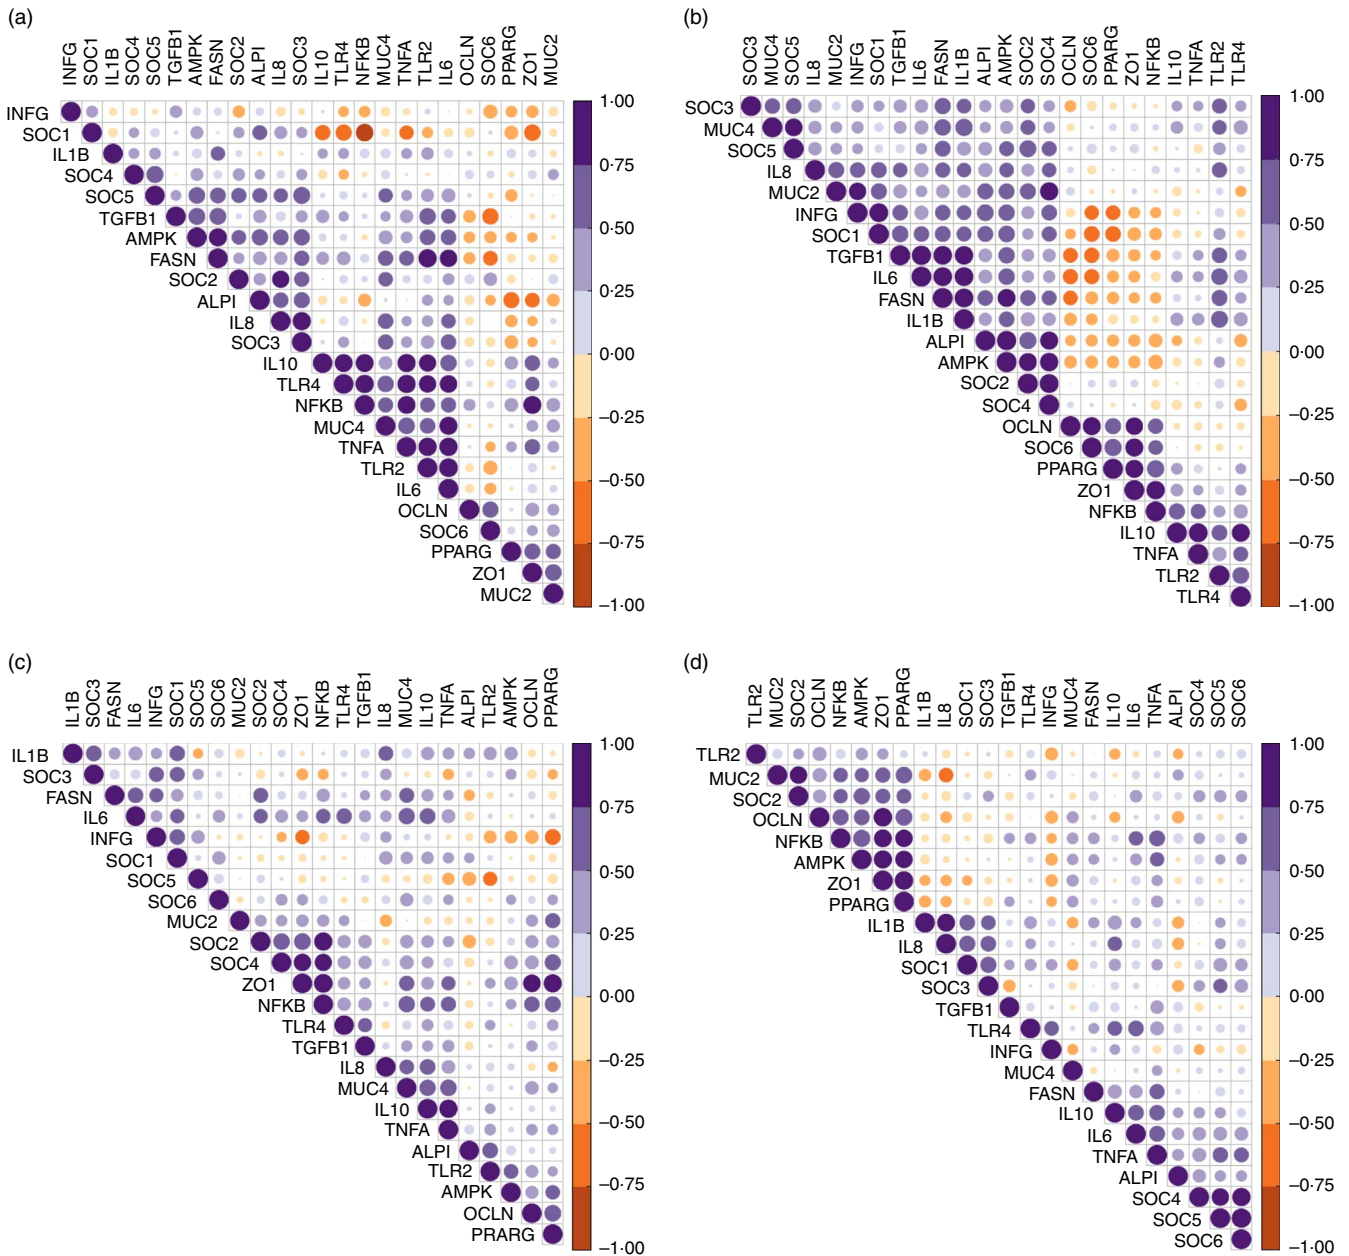 (a)
INFG SOC1 IL1B SOC4 SOC5 TGFB1 AMPK FASN SOC2 ALPI IL8 SOC3 IL10 TLR4 NFKB MUC4 TNFA TLR2 IL6 OCLN SOC6 PPARG ZO1 MUC2
INFG
SOC1
IL1B
SOC4
SOC5
TGFB1
AMPK
FASN
SOC2
ALPI
IL8
SOC3
IL10
TLR4
NFKB
MUC4
TNFA
TLR2
IL6
OCLN
SOC6
PPARG
ZO1
MUC2
1·00
0·75
0·50
0·25
0·00
–0·25
–0·50
–0·75
–1·00
(b)
SOC3 MUC4 SOC5 IL8 MUC2 INFG SOC1 TGFB1 IL6 FASN IL1B ALPI AMPK SOC2 SOC4 OCLN SOC6 PPARG ZO1 NFKB IL10 TNFA TLR2 TLR4
SOC3
MUC4
SOC5
IL8
MUC2
INFG
SOC1
TGFB1
IL6
FASN
IL1B
ALPI
AMPK
SOC2
SOC4
OCLN
SOC6
PPARG
ZO1
NFKB
IL10
TNFA
TLR2
TLR4
1·00
0·75
0·50
0·25
0·00
–0·25
–0·50
–0·75
–1·00
(c)
IL1B SOC3 FASN IL6 INFG SOC1 SOC5 SOC6 MUC2 SOC2 SOC4 ZO1 NFKB TLR4 TGFB1 IL8 MUC4 IL10 TNFA ALPI TLR2 AMPK OCLN PPARG
IL1B
SOC3
FASN
IL6
INFG
SOC1
SOC5
SOC6
MUC2
SOC2
SOC4
ZO1
NFKB
TLR4
TGFB1
IL8
MUC4
IL10
TNFA
ALPI
TLR2
AMPK
OCLN
PRARG
1·00
0·75
0·50
0·25
0·00
–0·25
–0·50
–0·75
–1·00
(d)
TLR2 MUC2 SOC2 OCLN NFKB AMPK ZO1 PPARG IL1B IL8 SOC1 SOC3 TGFB1 TLR4 INFG MUC4 FASN IL10 IL6 TNFA ALPI SOC4 SOC5 SOC6
TLR2
MUC2
SOC2
OCLN
NFKB
AMPK
ZO1
PPARG
IL1B
IL8
SOC1
SOC3
TGFB1
TLR4
INFG
MUC4
FASN
IL10
IL6
TNFA
ALPI
SOC4
SOC5
SOC6
1·00
0·75
0·50
0·25
0·00
–0·25
–0·50
–0·75
–1·00